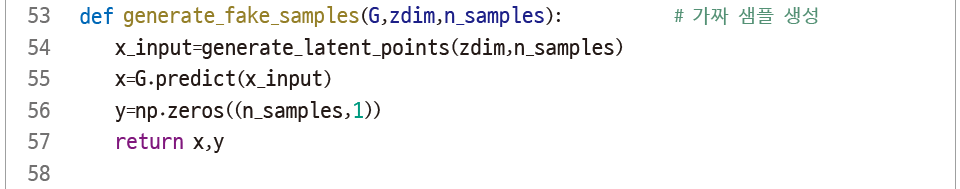 53 def generate_fake_samples(G,zdim,n_samples): # 가짜 샘플 생성
54 x_input=generate_latent_points(zdim,n_samples)
55 x=G.predict(x_input)
56 y=np.zeros((n_samples,1))
57 return x,y
58